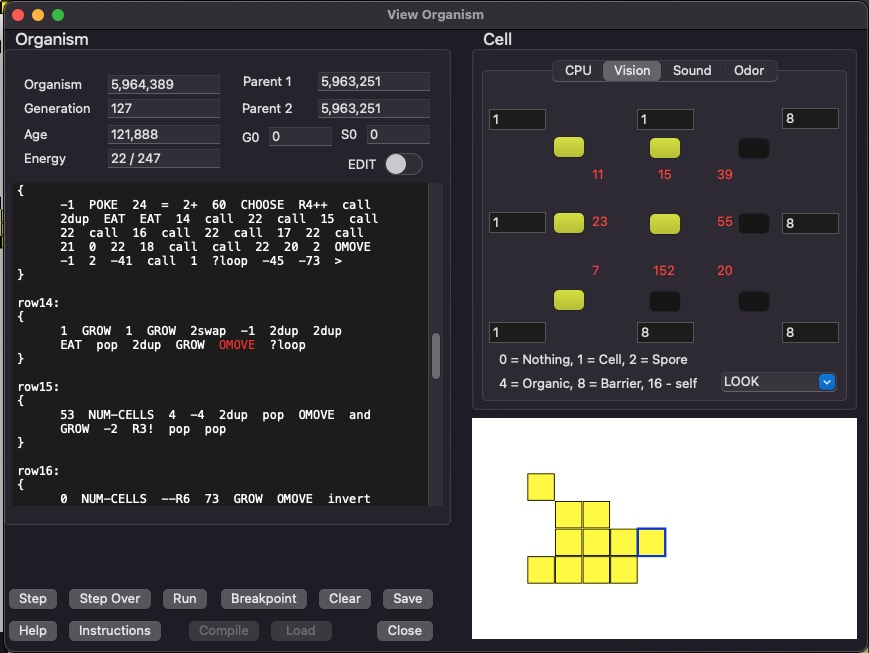 View Organism
Organism
Organism 5,964,389 Parent 1 5,963,251
Generation 127 Parent 2 5,963,251
Age 121,888 G0 0 S0 0
Energy 22 / 247
EDIT
{
-1 POKE 24 = 2+ 60 CHOOSE R4++ call
2dup EAT EAT 14 call 22 call 15 call
22 call 16 call 22 call 17 22 call
21 0 22 18 call call 22 20 2 OMOVE
-1 2 -41 call 1 ?loop -45 -73 >
}
row14:
{
1 GROW 1 GROW 2swap -1 2dup 2dup
EAT pop 2dup GROW OMOVE ?loop
}
row15:
{
53 NUM-CELLS 4 -4 2dup pop OMOVE and
GROW -2 R3! pop pop
}
row16:
{
0 NUM-CELLS --R6 73 GROW OMOVE invert
Step Step Over Run Breakpoint Clear Save
Help Instructions Compile Load Close
Cell
CPU Vision Sound Odor
1 1 8
11 15 39
1 23 55 8
7 152 20
1 8 8
0 = Nothing, 1 = Cell, 2 = Spore
4 = Organic, 8 = Barrier, 16 - self
LOOK